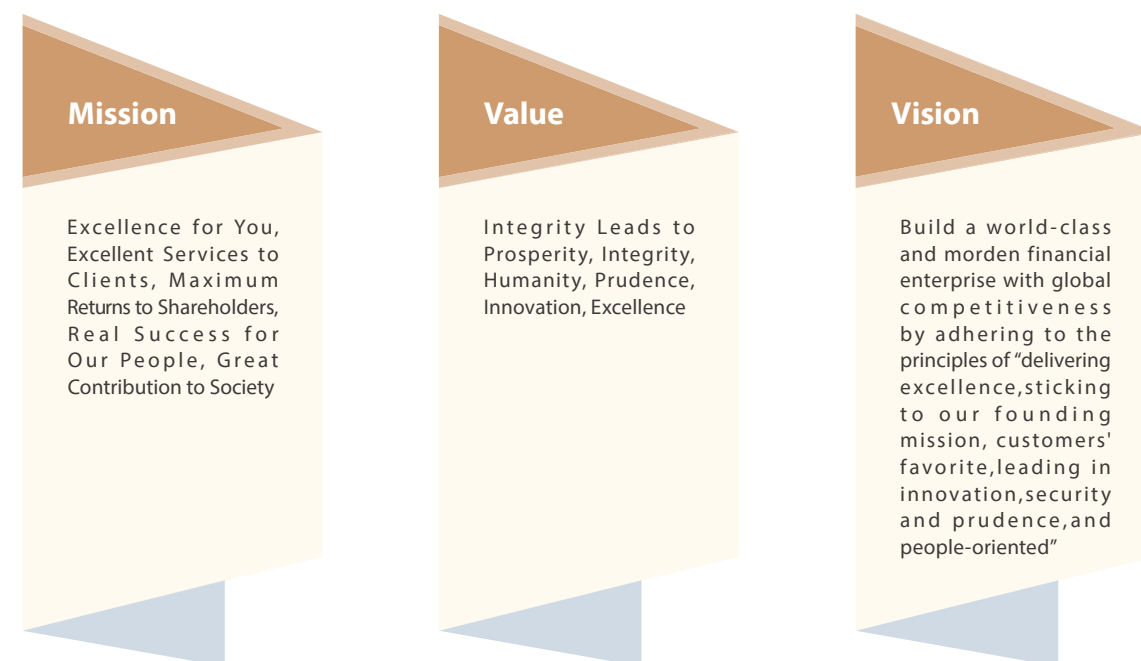 Mission
Excellence for You,
Excellent Services to
Clients, Maximum
Returns to Shareholders,
Real Success for
Our People, Great
Contribution to Society
Value
Integrity Leads to
Prosperity, Integrity,
Humanity, Prudence,
Innovation, Excellence
Vision
Build a world-class
and morden financial
enterprise with global
competitiveness
by adhering to the
principles of “delivering
excellence,sticking
to our founding
mission, customers'
favorite,leading in
innovation,security
and prudence,and
people-oriented”